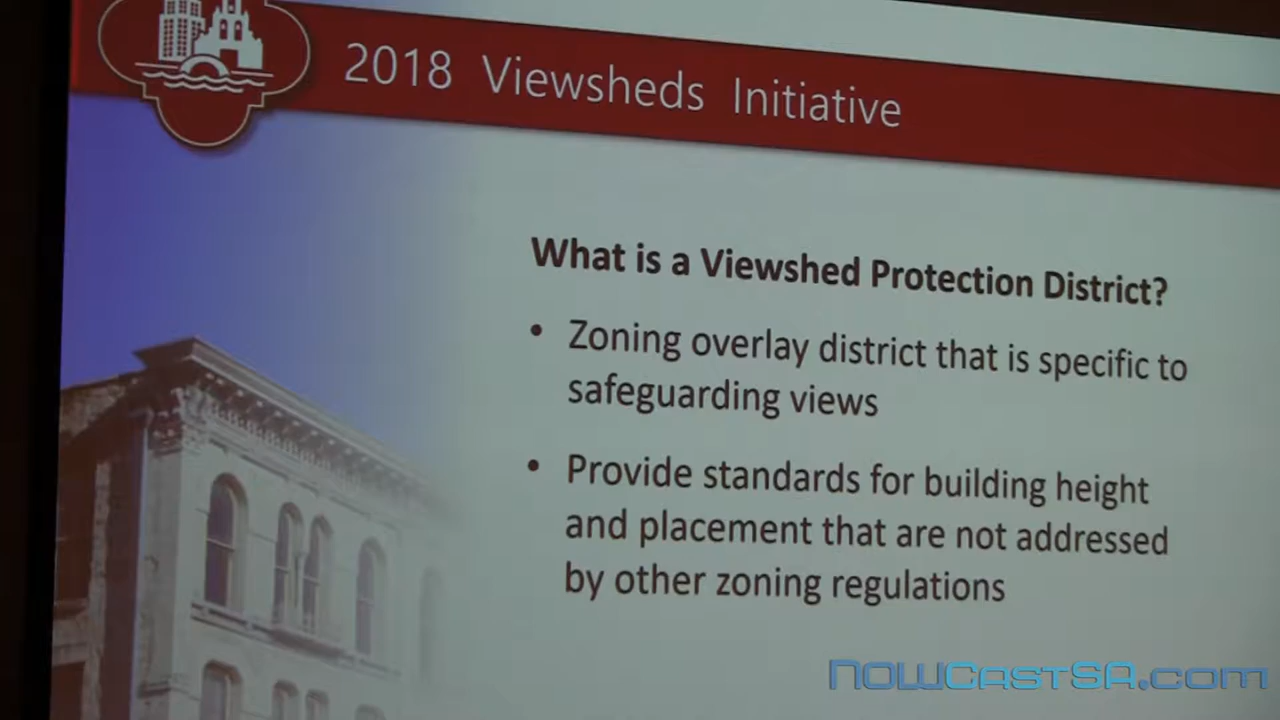 2018 Viewsheds Initiative
What is a Viewshed Protection District?
• Zoning overlay district that is specific to
safeguarding views
• Provide standards for building height
and placement that are not addressed
by other zoning regulations
NOWCastSA.com